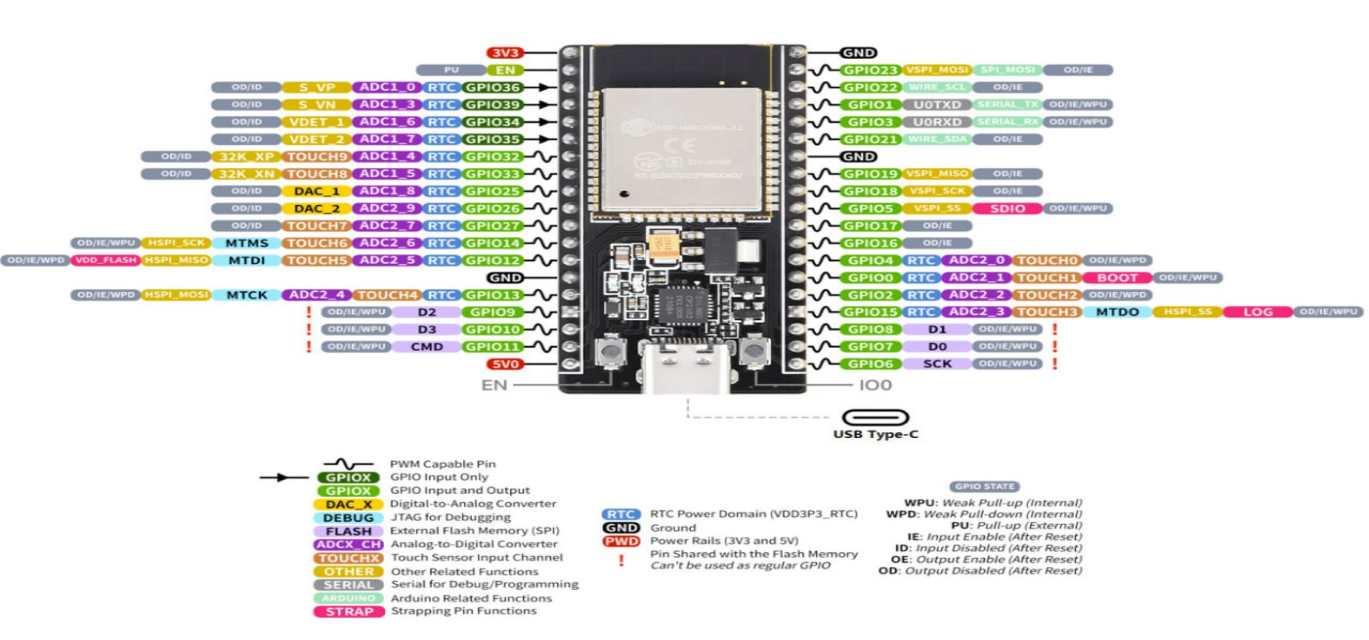 3V3 GND
PU EN GPIO23 VSPI_MOSI SPI_MOSI OD/IE
OD/ID S_VP ADC1_0 RTC GPIO36 GPIO22 WIRE_SCL OD/IE
OD/ID S_VN ADC1_3 RTC GPIO39 GPIO1 U0TXD SERIAL_TX OD/IE/WPU
OD/ID VDET_1 ADC1_6 RTC GPIO34 GPIO3 U0RXD SERIAL_RX OD/IE/WPU
OD/ID VDET_2 ADC1_7 RTC GPIO35 GPIO21 WIRE_SDA OD/IE
OD/ID 32K_XP TOUCH9 ADC1_4 RTC GPIO32 GND
OD/ID 32K_XN TOUCH8 ADC1_5 RTC GPIO33 GPIO19 VSPI_MISO OD/IE
OD/ID DAC_1 ADC1_8 RTC GPIO25 GPIO18 VSPI_SCK OD/IE
OD/ID DAC_2 ADC2_9 RTC GPIO26 GPIO5 VSPI_SS SDIO OD/IE/WPU
OD/ID TOUCH7 ADC2_7 RTC GPIO27 GPIO17 OD/IE
OD/IE/WPU HSPI_SCK MTMS TOUCH6 ADC2_6 RTC GPIO14 GPIO16 OD/IE
OD/IE/WPD VDD_FLASH HSPI_MISO MTDI TOUCH5 ADC2_5 RTC GPIO12 GPIO4 RTC ADC2_0 TOUCH0 OD/IE/WPD
GND GPIO0 RTC ADC2_1 TOUCH1 BOOT OD/IE/WPU
OD/IE/WPD HSPI_MOSI MTCK ADC2_4 TOUCH4 RTC GPIO13 GPIO2 RTC ADC2_2 TOUCH2 OD/IE/WPD
! OD/IE/WPU D2 GPIO9 GPIO15 RTC ADC2_3 TOUCH3 MTDO HSPI_SS LOG OD/IE/WPU
! OD/IE/WPU D3 GPIO10 GPIO8 D1 OD/IE/WPU !
! OD/IE/WPU CMD GPIO11 GPIO7 D0 OD/IE/WPU !
5V0 GPIO6 SCK OD/IE/WPU !
EN IO0
USB Type-C
PWM Capable Pin
GPIOX GPIO Input Only
GPIOX GPIO Input and Output
DAC_X Digital-to-Analog Converter
DEBUG JTAG for Debugging
FLASH External Flash Memory (SPI)
ADCX_CH Analog-to-Digital Converter
TOUCHX Touch Sensor Input Channel
OTHER Other Related Functions
SERIAL Serial for Debug/Programming
ARDUINO Arduino Related Functions
STRAP Strapping Pin Functions
RTC RTC Power Domain (VDD3P3_RTC)
GND Ground
PWD Power Rails (3V3 and 5V)
! Pin Shared with the Flash Memory
Can't be used as regular GPIO
GPIO STATE
WPU: Weak Pull-up (Internal)
WPD: Weak Pull-down (Internal)
PU: Pull-up (External)
IE: Input Enable (After Reset)
ID: Input Disabled (After Reset)
OE: Output Enable (After Reset)
OD: Output Disabled (After Reset)